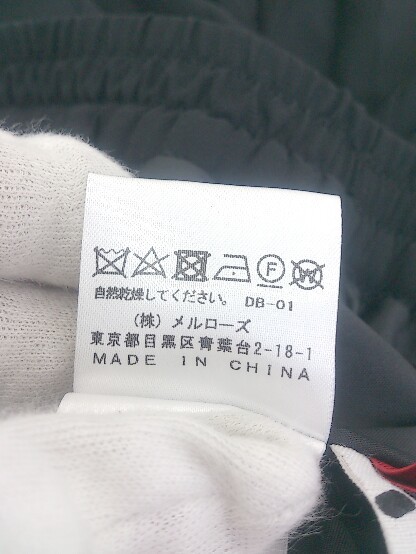 自然乾燥してください。 DB-01
(株) メルローズ
東京都目黒区青葉台2-18-1
MADE IN CHINA